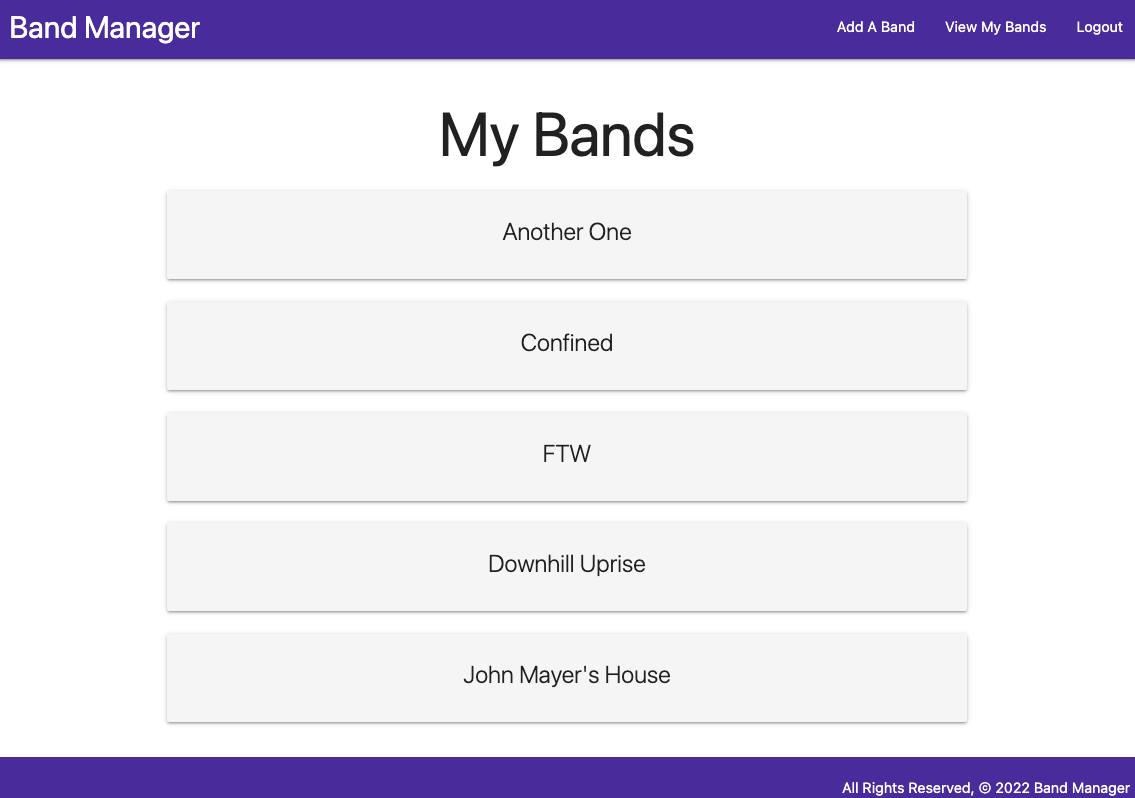 Band Manager
Add A Band View My Bands Logout
My Bands
Another One
Confined
FTW
Downhill Uprise
John Mayer's House
All Rights Reserved, © 2022 Band Manager